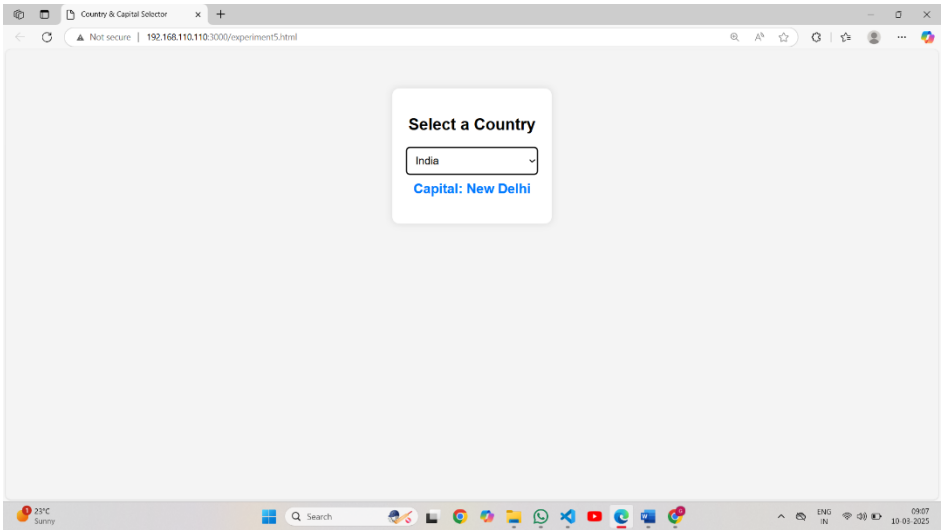 Country & Capital Selector
Not secure | 192.168.110.110:3000/experiment5.html
Select a Country
India
Capital: New Delhi
1
23°C
Sunny
Search
ENG
IN
09:07
10-03-2025